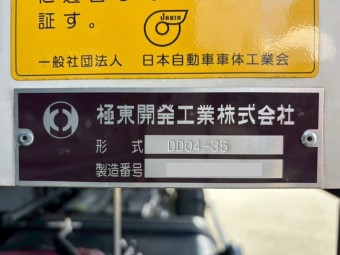 証す。
JABIA
一般社団法人 日本自動車車体工業会
極東開発工業株式会社
形式 DD04-35
製造番号